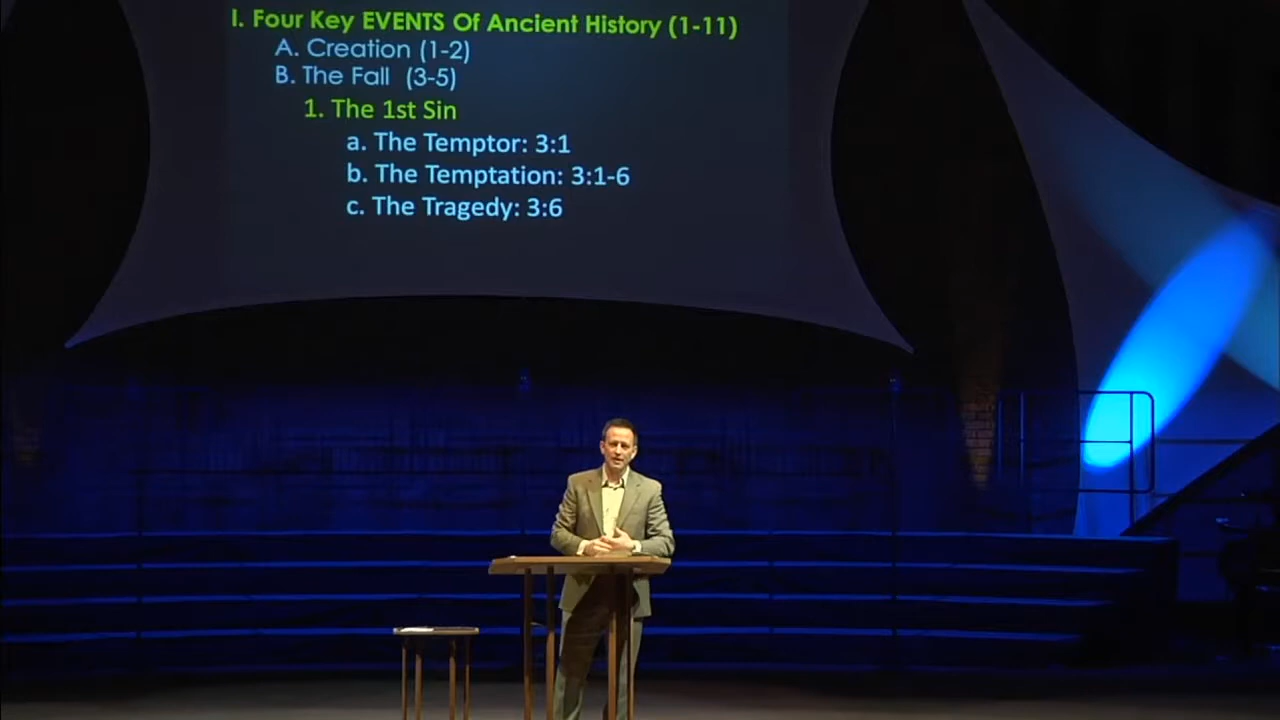 I. Four Key EVENTS Of Ancient History (1-11)
A. Creation (1-2)
B. The Fall (3-5)
1. The 1st Sin
a. The Temptor: 3:1
b. The Temptation: 3:1-6
c. The Tragedy: 3:6